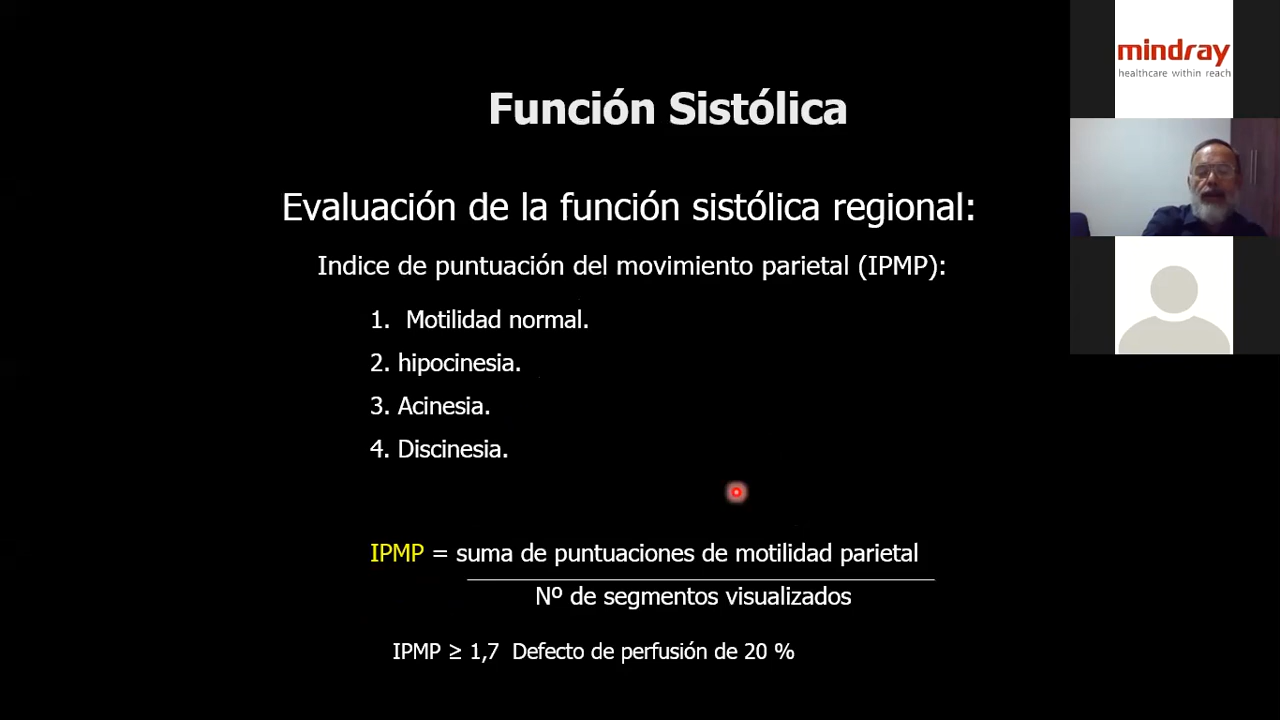 mindray
healthcare within reach
Función Sistólica
Evaluación de la función sistólica regional:
Indice de puntuación del movimiento parietal (IPMP):
1. Motilidad normal.
2. hipocinesia.
3. Acinesia.
4. Discinesia.
IPMP = suma de puntuaciones de motilidad parietal
Nº de segmentos visualizados
IPMP ≥ 1,7 Defecto de perfusión de 20 %